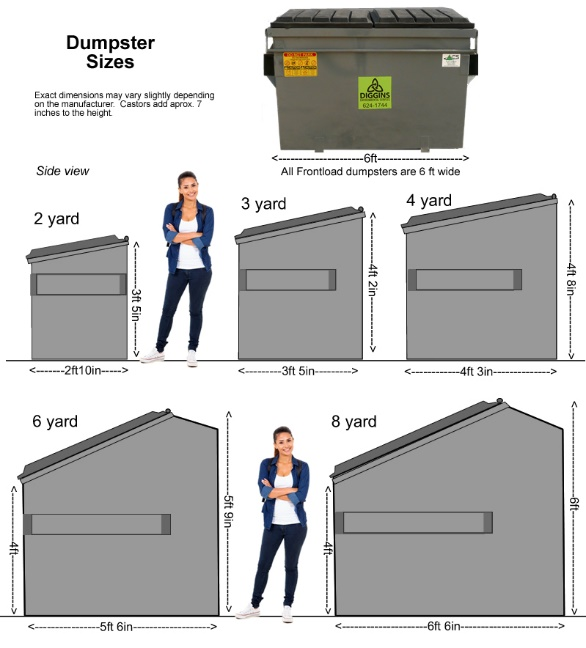 Dumpster
Sizes
Exact dimensions may vary slightly depending
on the manufacturer. Castors add aprox. 7
inches to the height.
DIGGINS
624-1744
6ft
All Frontload dumpsters are 6 ft wide
Side view
2 yard
3ft 5in
2ft10in
3 yard
4ft 2in
3ft 5in
4 yard
4ft 8in
4ft 3in
6 yard
4ft
5ft 9in
5ft 6in
8 yard
4ft
6ft
6ft 6in